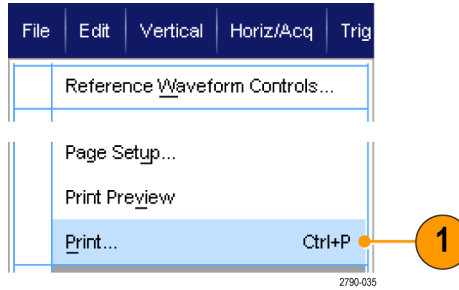 File Edit Vertical Horiz/Acq Trig
Reference Waveform Controls...
Page Setup...
Print Preview
Print... Ctrl+P
1
2790-035